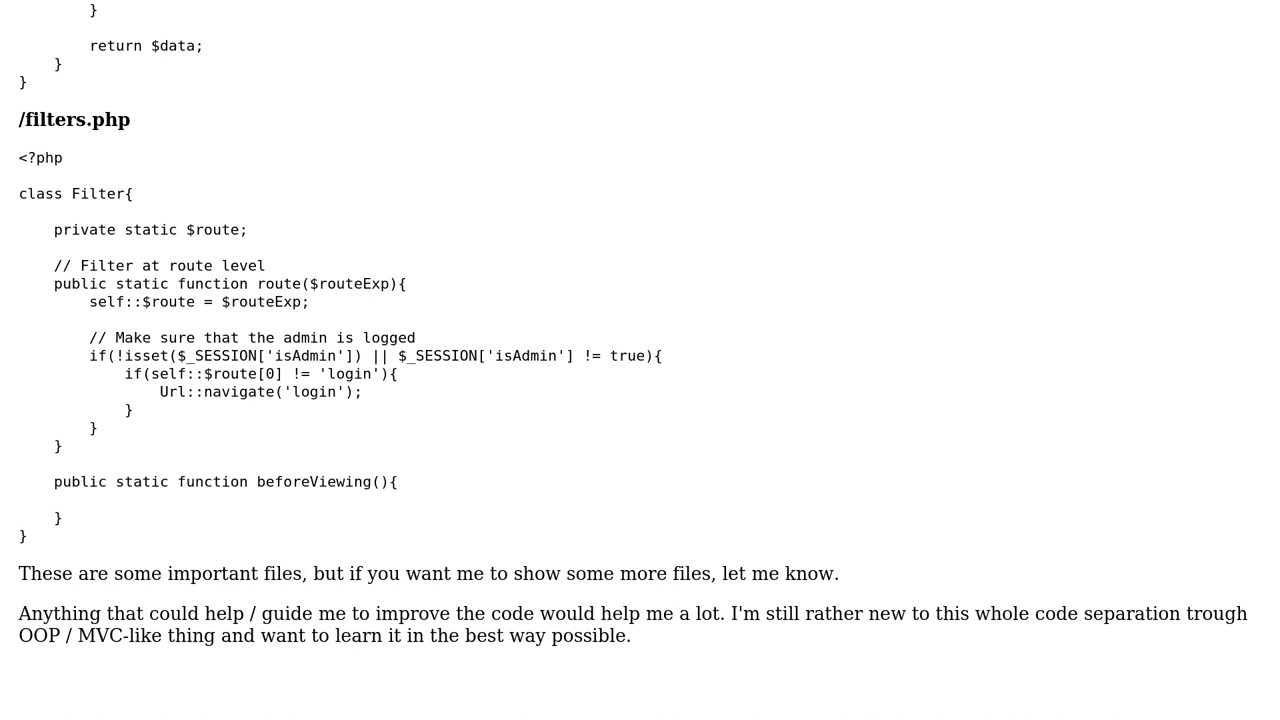 }

        return $data;
    }
}
/filters.php
<?php

class Filter{

    private static $route;

    // Filter at route level
    public static function route($routeExp){
        self::$route = $routeExp;

        // Make sure that the admin is logged
        if(!isset($_SESSION['isAdmin']) || $_SESSION['isAdmin'] != true){
            if(self::$route[0] != 'login'){
                Url::navigate('login');
            }
        }
    }

    public static function beforeViewing(){

    }
}
These are some important files, but if you want me to show some more files, let me know.
Anything that could help / guide me to improve the code would help me a lot. I'm still rather new to this whole code separation trough
OOP / MVC-like thing and want to learn it in the best way possible.